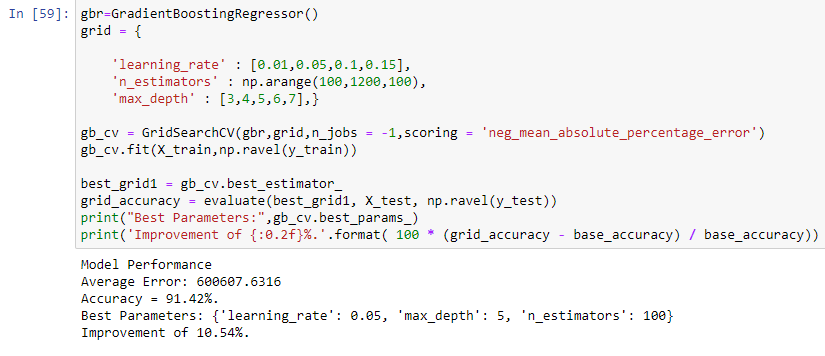 In [59]: gbr=GradientBoostingRegressor()
grid = {
'learning_rate' : [0.01,0.05,0.1,0.15],
'n_estimators' : np.arange(100,1200,100),
'max_depth' : [3,4,5,6,7],}
gb_cv = GridSearchCV(gbr,grid,n_jobs = -1,scoring = 'neg_mean_absolute_percentage_error')
gb_cv.fit(X_train,np.ravel(y_train))
best_grid1 = gb_cv.best_estimator_
grid_accuracy = evaluate(best_grid1, X_test, np.ravel(y_test))
print("Best Parameters:",gb_cv.best_params_)
print('Improvement of {:0.2f}%.'.format( 100 * (grid_accuracy - base_accuracy) / base_accuracy))
Model Performance
Average Error: 600607.6316
Accuracy = 91.42%.
Best Parameters: {'learning_rate': 0.05, 'max_depth': 5, 'n_estimators': 100}
Improvement of 10.54%.